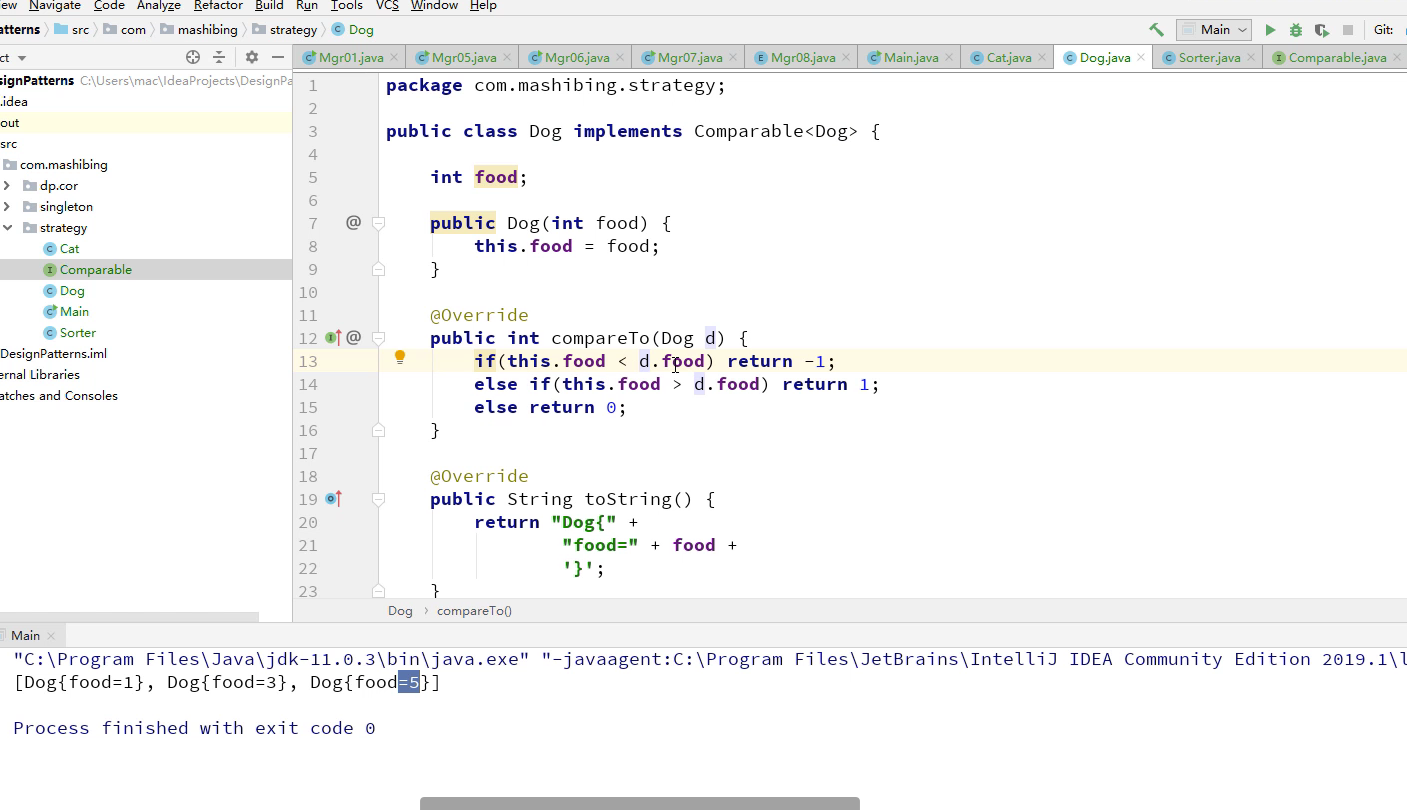 iew Navigate Code Analyze Refactor Build Run Tools VCS Window Help
atterns src com mashibing strategy Dog Main Git:
ct
Mgr01.java Mgr05.java Mgr06.java Mgr07.java Mgr08.java Main.java Cat.java Dog.java Sorter.java Comparable.java
signPatterns C:\Users\mac\IdeaProjects\DesignPa
.idea
out
src
com.mashibing
dp.cor
singleton
strategy
Cat
Comparable
Dog
Main
Sorter
DesignPatterns.iml
ernal Libraries
atches and Consoles
1 package com.mashibing.strategy;
2
3 public class Dog implements Comparable<Dog> {
4
5 int food;
6
7 @ public Dog(int food) {
8 this.food = food;
9 }
10
11 @Override
12 @ public int compareTo(Dog d) {
13 if(this.food < d.food) return -1;
14 else if(this.food > d.food) return 1;
15 else return 0;
16 }
17
18 @Override
19 public String toString() {
20 return "Dog{" +
21 "food=" + food +
22 '}';
23 }
Dog › compareTo()
Main
"C:\Program Files\Java\jdk-11.0.3\bin\java.exe" "-javaagent:C:\Program Files\JetBrains\IntelliJ IDEA Community Edition 2019.1\l
[Dog{food=1}, Dog{food=3}, Dog{food=5}]
Process finished with exit code 0